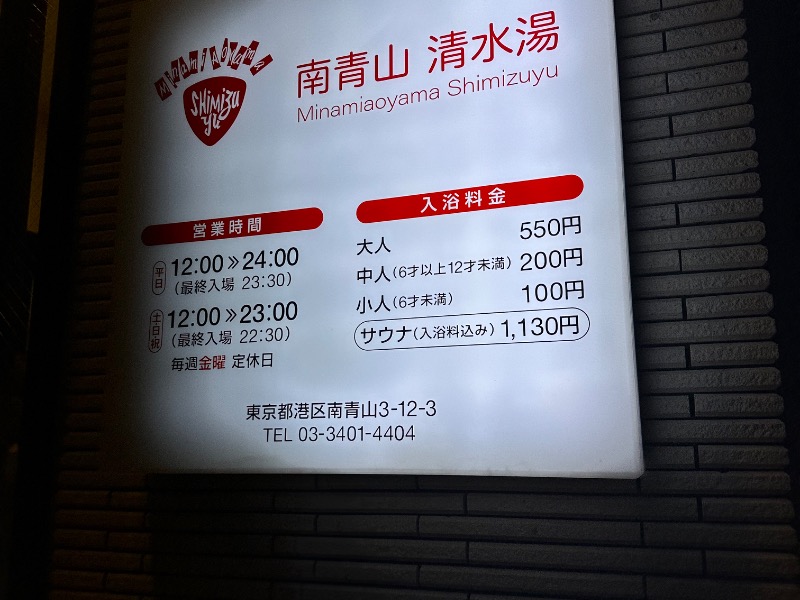 MinamiAoyama
SHIMIZU
YU
南青山 清水湯
Minamiaoyama Shimizuyu
営業時間
平日 12:00 » 24:00
(最終入場 23:30)
土日祝 12:00 » 23:00
(最終入場 22:30)
毎週金曜 定休日
入浴料金
大人 550円
中人(6才以上12才未満) 200円
小人(6才未満) 100円
サウナ(入浴料込み) 1,130円
東京都港区南青山3-12-3
TEL 03-3401-4404